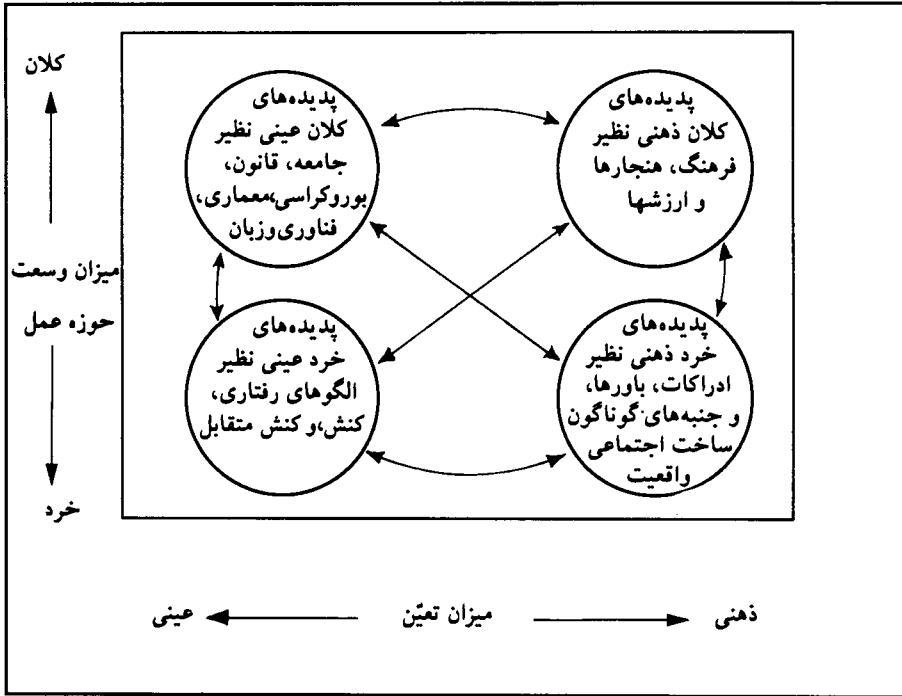 کلان
میزان وسعت
حوزه عمل
خرد
پدیده‌های
کلان ذهنی نظیر
فرهنگ، هنجارها
و ارزشها
پدیده‌های
کلان عینی نظیر
جامعه، قانون،
بوروکراسی،معماری،
فناوری‌وزبان
پدیده‌های
خرد ذهنی نظیر
ادراکات، باورها،
و جنبه‌های گوناگون
ساخت اجتماعی
واقعیت
پدیده‌های
خرد عینی نظیر
الگوهای رفتاری،
کنش،و کنش متقابل
ذهنی
میزان تعیّن
عینی